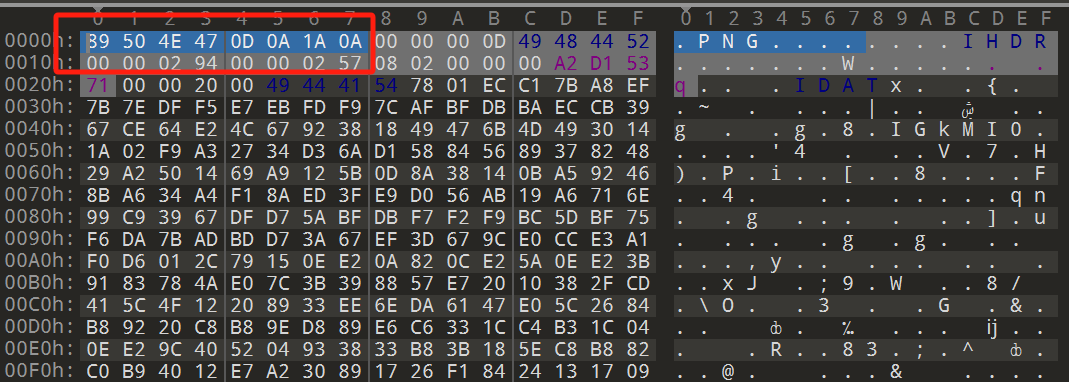 0 1 2 3 4 5 6 7 8 9 A B C D E F 0 1 2 3 4 5 6 7 8 9 A B C D E F
0000h: 89 50 4E 47 0D 0A 1A 0A 00 00 00 0D 49 48 44 52 .PNG........IHDR
0010h: 00 00 02 94 00 00 02 57 08 02 00 00 00 A2 D1 53 .......W.....  .
0020h: 71 00 00 20 00 49 44 41 54 78 01 EC C1 7B A8 EF q.. .IDATx...{.
0030h: 7B 7E DF F5 E7 EB FD F9 7C AF BF DB BA EC CB 39
0040h: 67 CE 64 E2 4C 67 92 38 18 49 47 6B 4D 49 30 14
0050h: 1A 02 F9 A3 27 34 D3 6A D1 58 84 56 89 37 82 48
0060h: 29 A2 50 14 69 A9 12 5B 0D 8A 38 14 0B A5 92 46
0070h: 8B A6 34 A4 F1 8A ED 3F E9 D0 56 AB 19 A6 71 6E
0080h: 99 C9 39 67 DF D7 5A BF DB F7 F2 F9 BC 5D BF 75
0090h: F6 DA 7B AD BD D7 3A 67 EF 3D 67 9C E0 CC E3 A1
00A0h: F0 D6 01 2C 79 15 0E E2 0A 82 0C E2 5A 0E E2 3B
00B0h: 91 83 78 4A E0 7C 3B 39 88 57 E7 20 10 38 2F CD
00C0h: 41 5C 4F 12 20 89 33 EE 6E DA 61 47 E0 5C 26 84
00D0h: B8 92 20 C8 B8 9E D8 89 E6 C6 33 1C C4 B3 1C 04
00E0h: 0E E2 9C 40 52 04 93 38 33 B8 3B 18 5E C8 B8 82
00F0h: C0 B9 40 12 E7 A2 30 89 17 26 F1 84 24 13 17 09